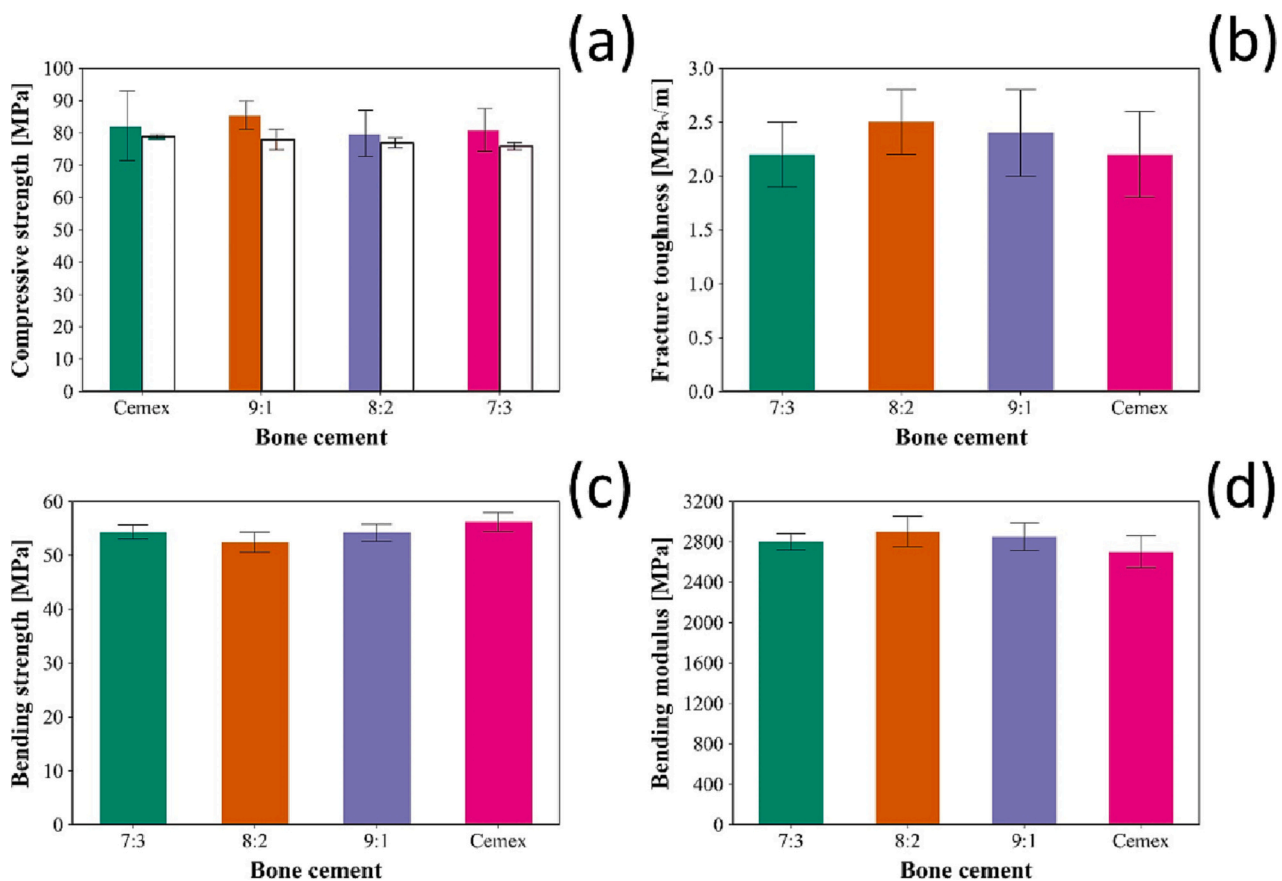 (a)
Compressive strength [MPa]
100
90
80
70
60
50
40
30
20
10
0
Cemex 9:1 8:2 7:3
Bone cement
(b)
Fracture toughness [MPa√m]
3.0
2.5
2.0
1.5
1.0
0.5
0.0
7:3 8:2 9:1 Cemex
Bone cement
(c)
Bending strength [MPa]
60
50
40
30
20
10
0
7:3 8:2 9:1 Cemex
Bone cement
(d)
Bending modulus [MPa]
3200
2800
2400
2000
1600
1200
800
400
0
7:3 8:2 9:1 Cemex
Bone cement